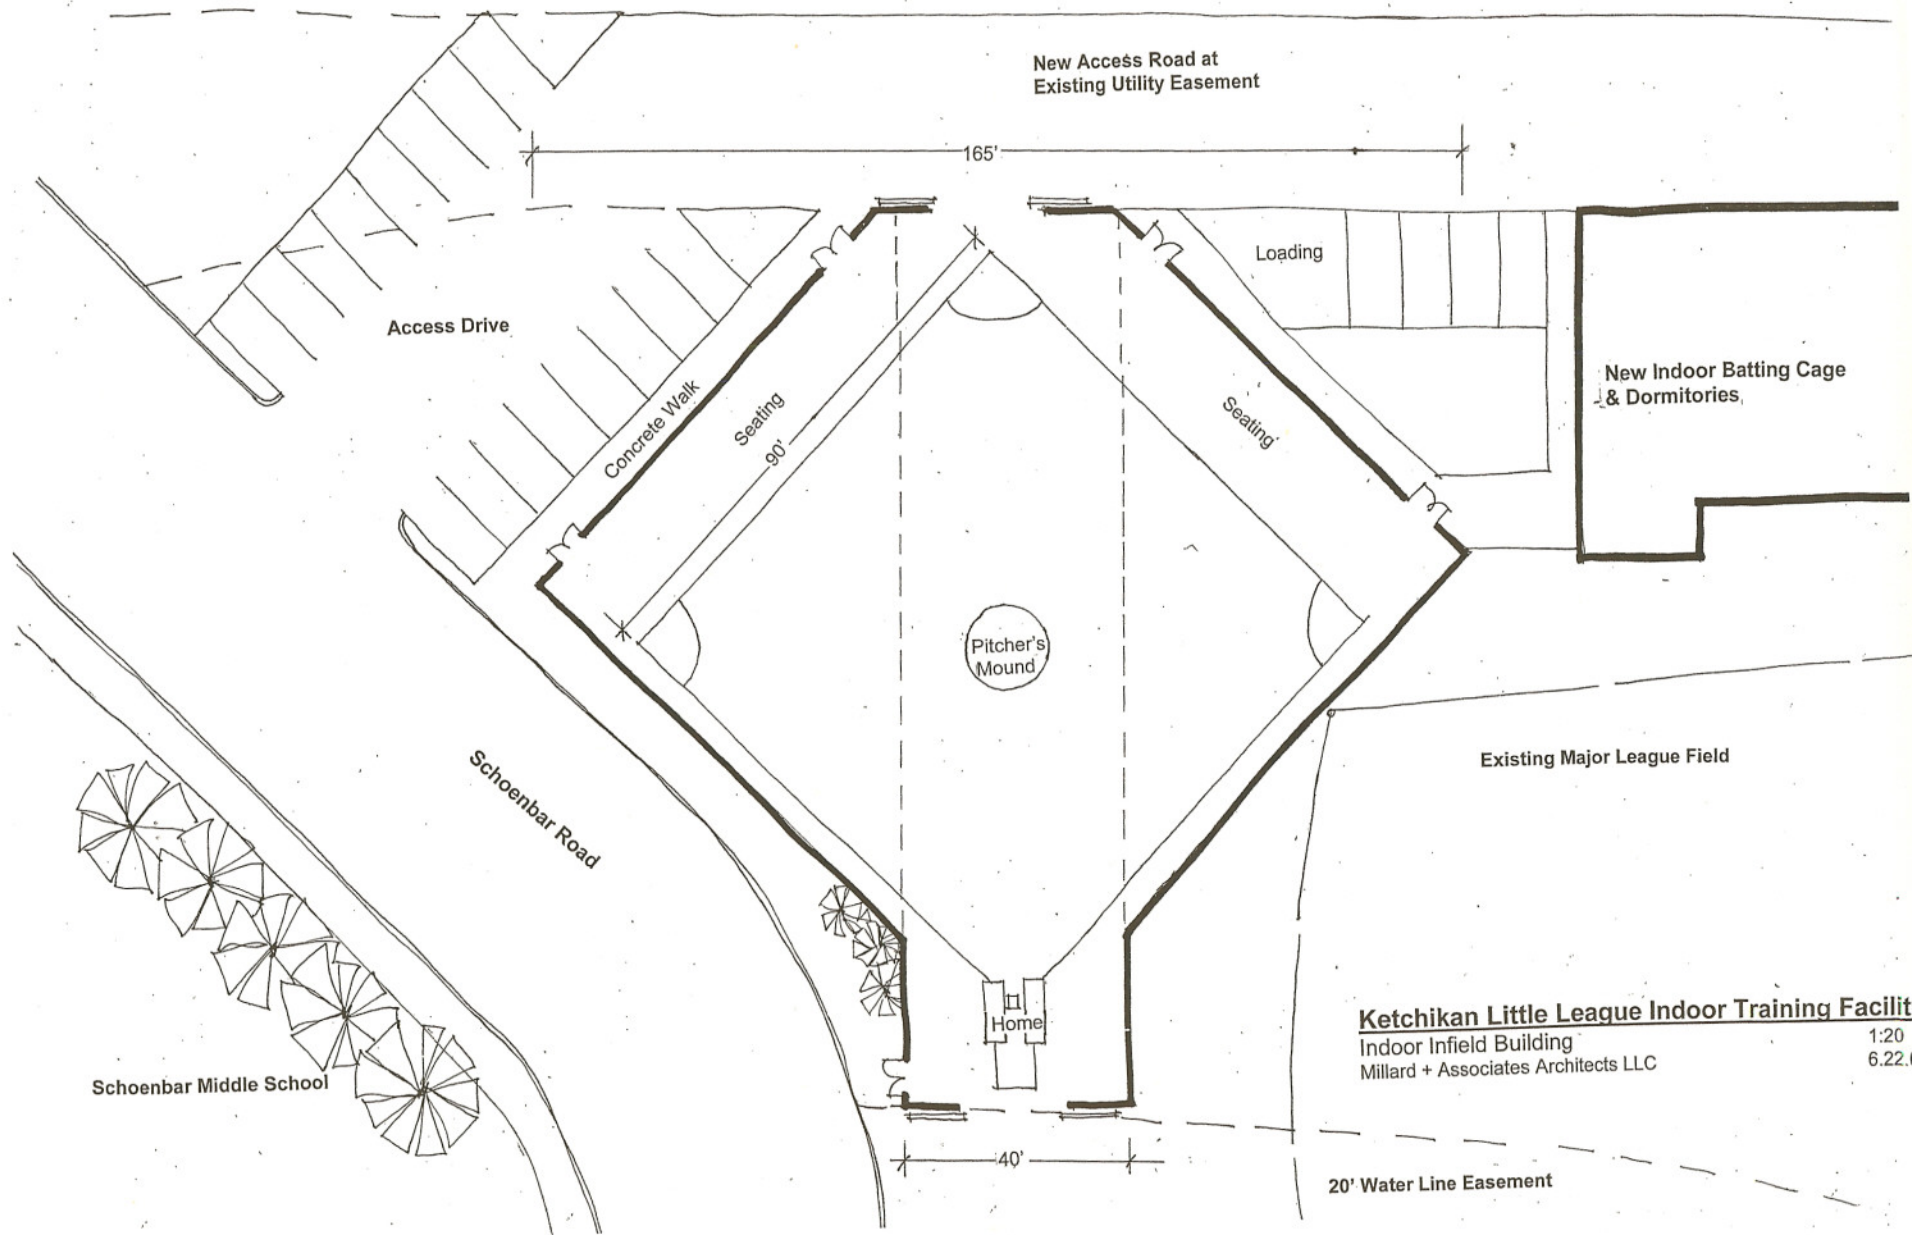 New Access Road at
Existing Utility Easement
165'
Loading
Access Drive
New Indoor Batting Cage
& Dormitories
Concrete Walk
Seating
90'
Seating
Pitcher's
Mound
Existing Major League Field
Schoenbar Road
Home
Ketchikan Little League Indoor Training Facilit
Indoor Infield Building 1:20
Millard + Associates Architects LLC 6.22.
Schoenbar Middle School
40'
20' Water Line Easement